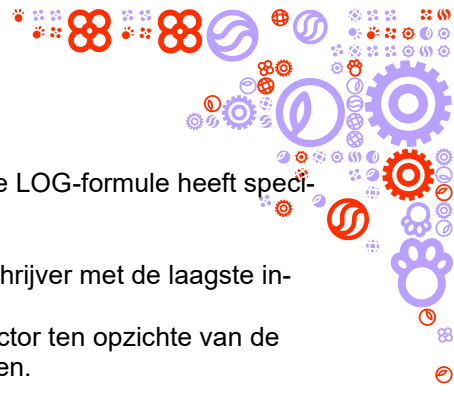 e LOG-formule heeft speci-
hrijver met de laagste in-
ctor ten opzichte van de
en.